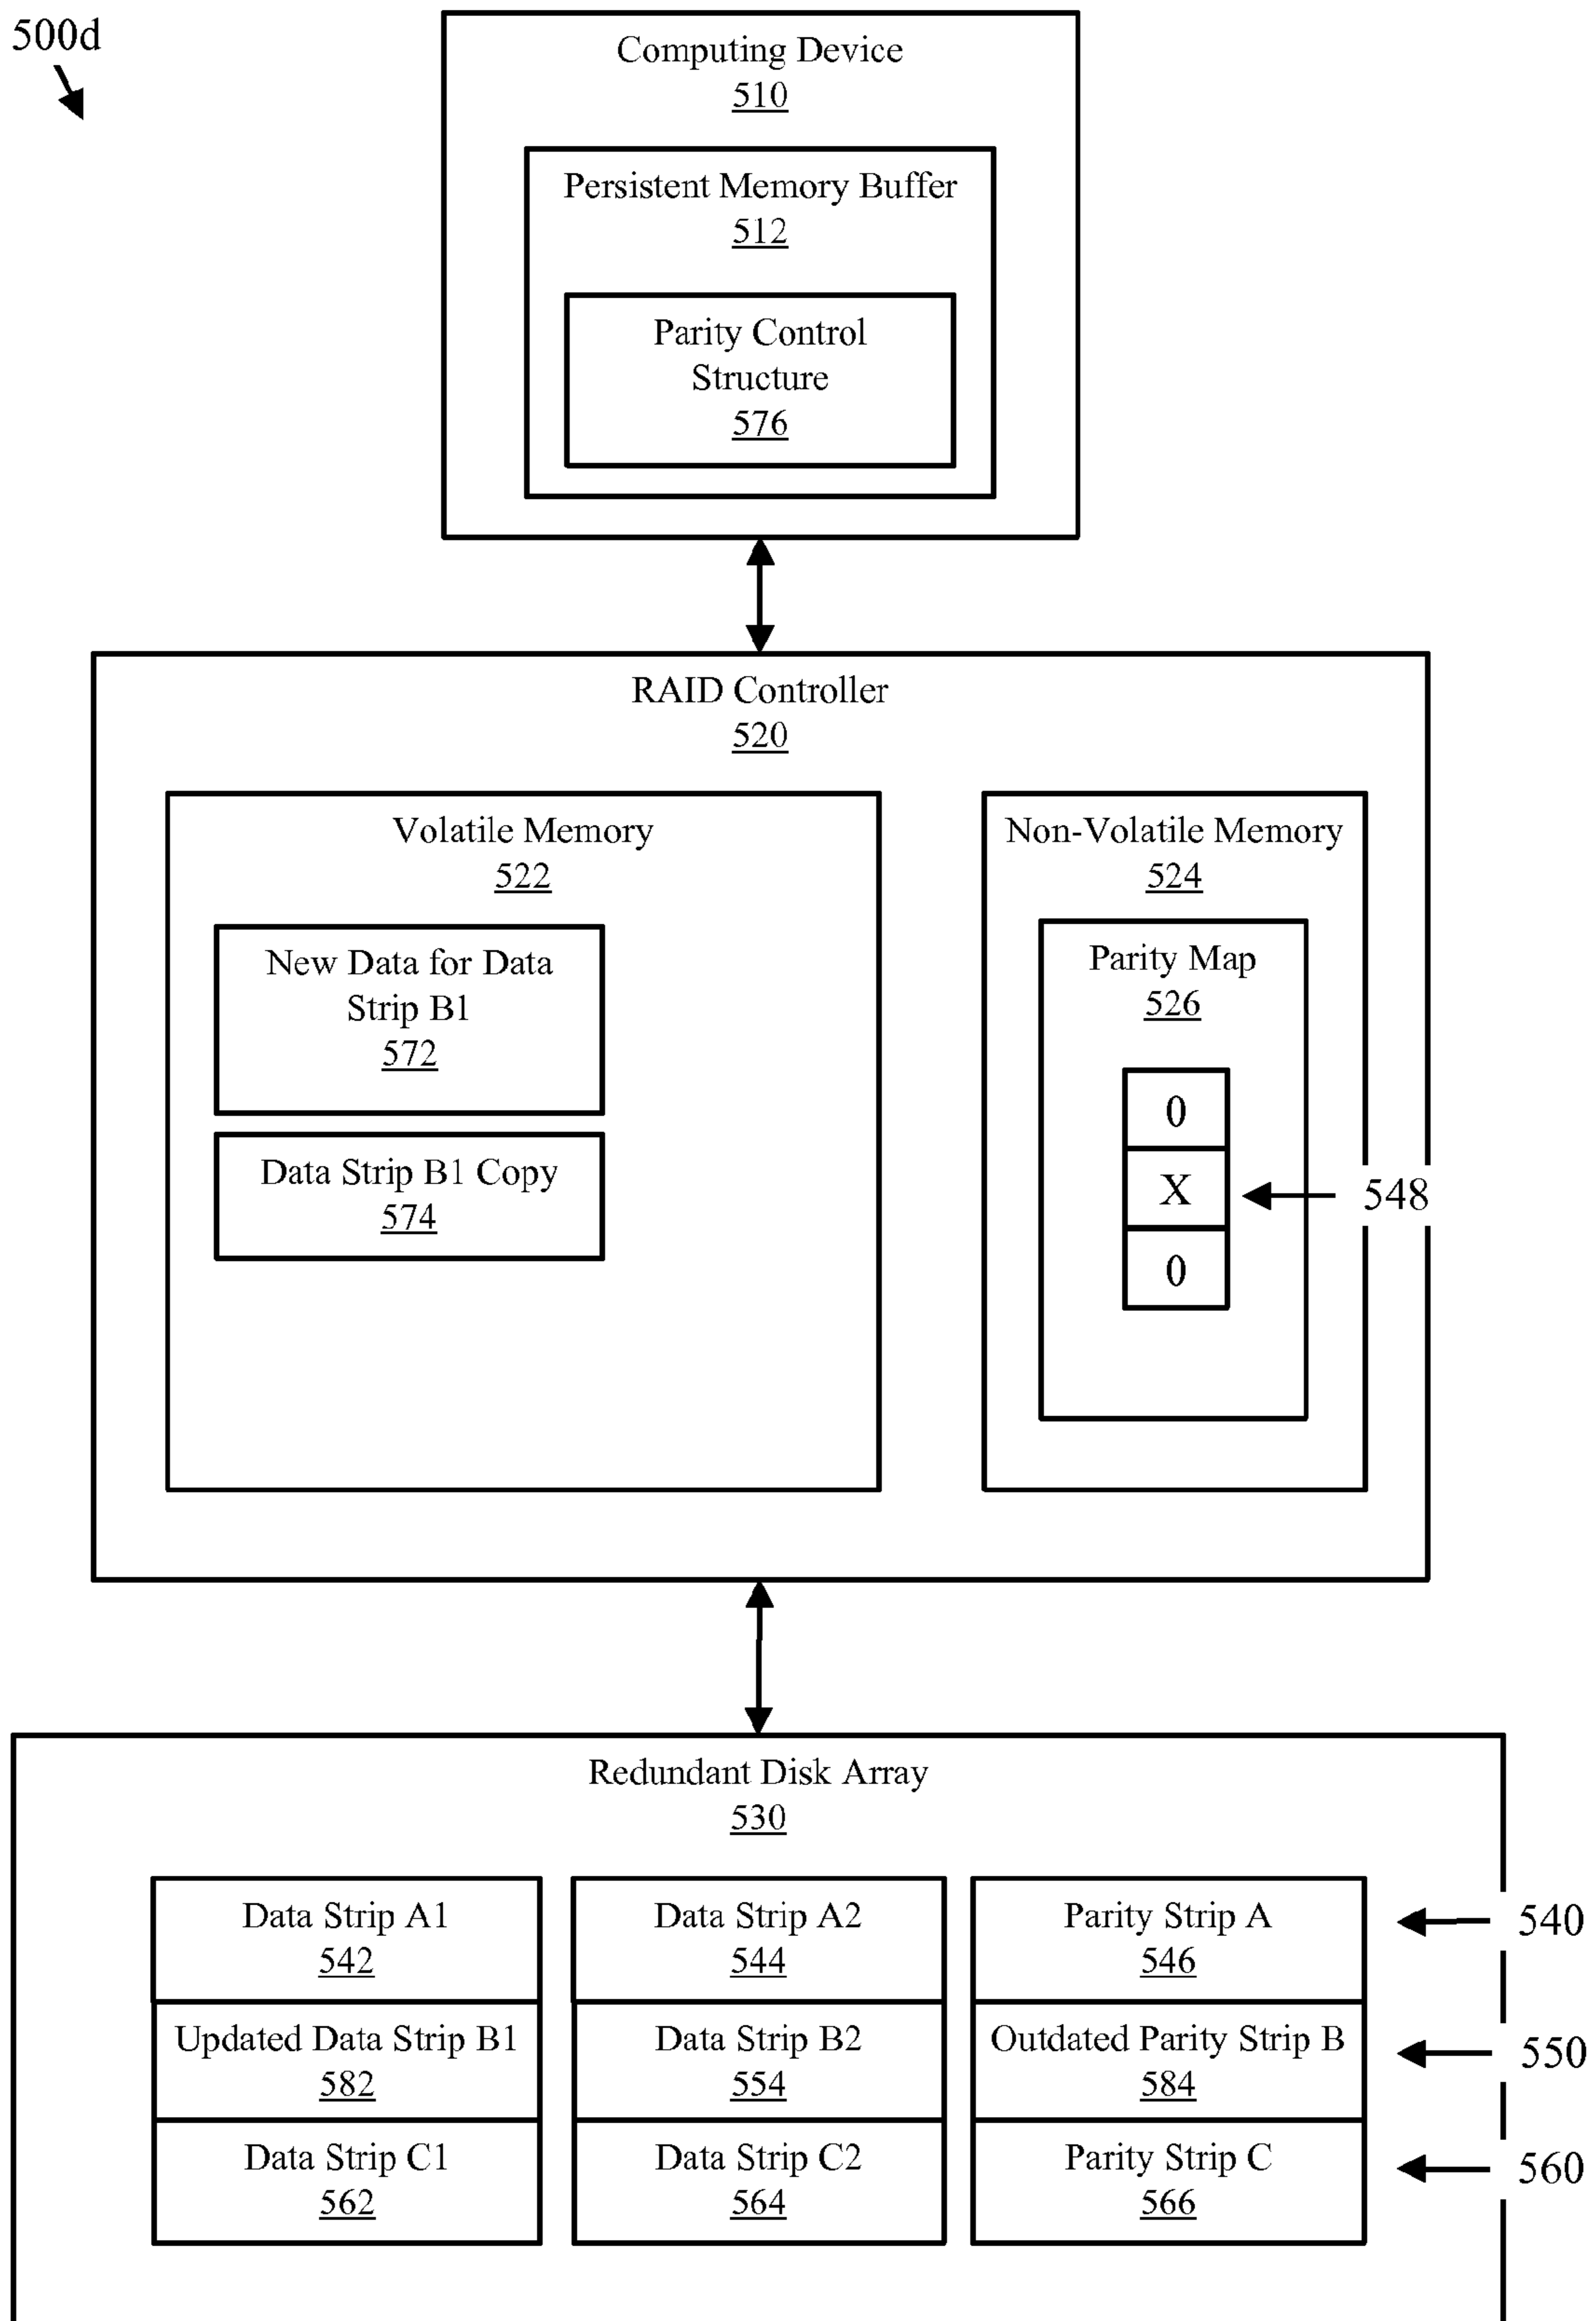 500d
Computing Device
510
Persistent Memory Buffer
512
Parity Control
Structure
576
RAID Controller
520
Volatile Memory
522
New Data for Data
Strip B1
572
Data Strip B1 Copy
574
Non-Volatile Memory
524
Parity Map
526
0
X
0
548
Redundant Disk Array
530
Data Strip A1
542
Data Strip A2
544
Parity Strip A
546
540
Updated Data Strip B1
582
Data Strip B2
554
Outdated Parity Strip B
584
550
Data Strip C1
562
Data Strip C2
564
Parity Strip C
566
560